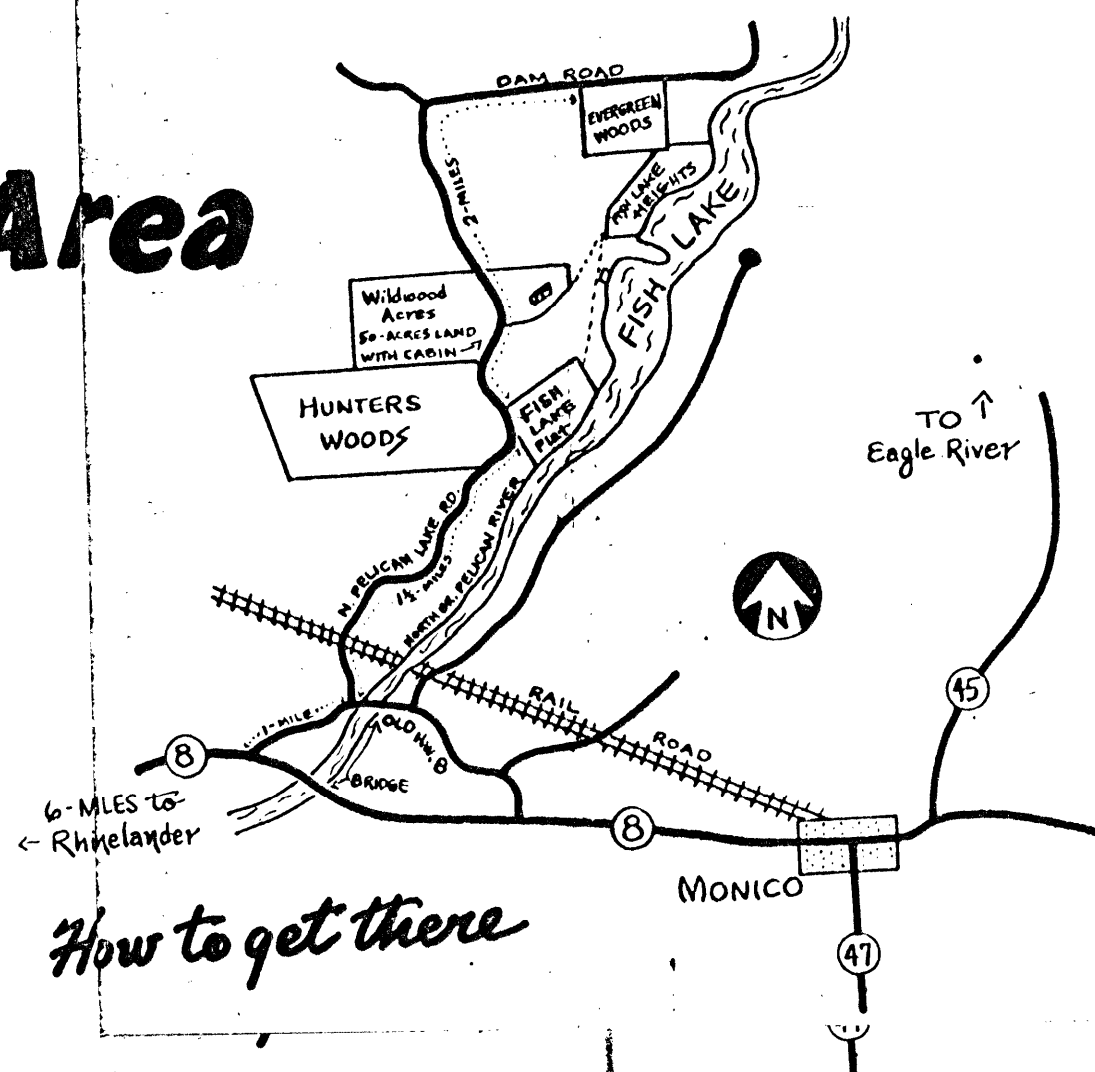 DAM ROAD
EVERGREEN
WOODS
FISH LAKE
HEIGHTS
2-MILES
Area
FISH LAKE
Wildwood
Acres
50-ACRES LAND
WITH CABIN
HUNTERS
WOODS
FISH
LAKE
Plat
TO ↑
Eagle River
N. PELICAN LAKE RD.
1½-MILES
NORTH BR. PELICAN RIVER
N
45
RAIL ROAD
1-MILE
OLD HW. 8
8
BRIDGE
6-MILES to
← Rhinelander
8
MONICO
How to get there
47